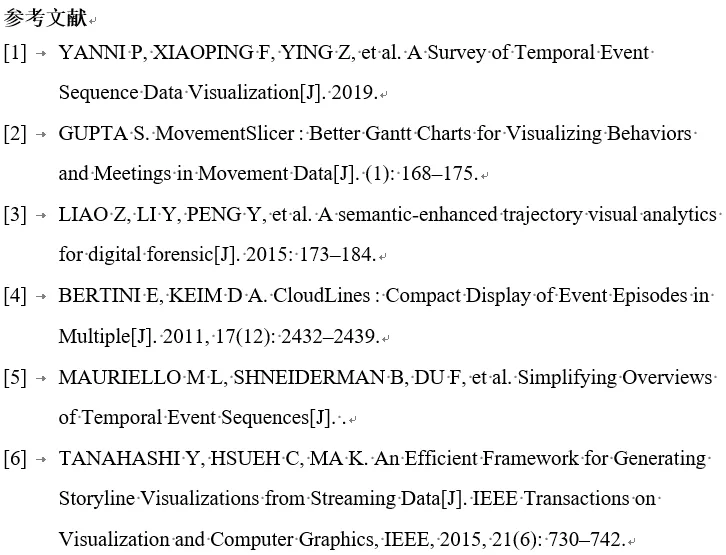 参考文献
[1] YANNI P, XIAOPING F, YING Z, et al. A Survey of Temporal Event
Sequence Data Visualization[J]. 2019.
[2] GUPTA S. MovementSlicer : Better Gantt Charts for Visualizing Behaviors
and Meetings in Movement Data[J]. (1): 168–175.
[3] LIAO Z, LI Y, PENG Y, et al. A semantic-enhanced trajectory visual analytics
for digital forensic[J]. 2015: 173–184.
[4] BERTINI E, KEIM D A. CloudLines : Compact Display of Event Episodes in
Multiple[J]. 2011, 17(12): 2432–2439.
[5] MAURIELLO M L, SHNEIDERMAN B, DU F, et al. Simplifying Overviews
of Temporal Event Sequences[J]. .
[6] TANAHASHI Y, HSUEH C, MA K. An Efficient Framework for Generating
Storyline Visualizations from Streaming Data[J]. IEEE Transactions on
Visualization and Computer Graphics, IEEE, 2015, 21(6): 730–742.